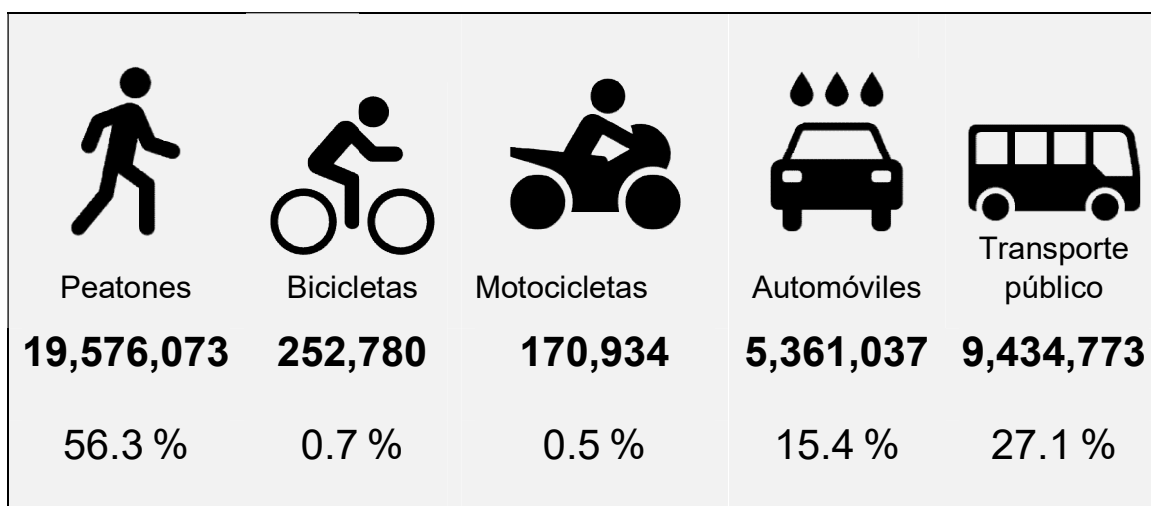 Peatones
Bicicletas
Motocicletas
Automóviles
Transporte
público
19,576,073
252,780
170,934
5,361,037
9,434,773
56.3 %
0.7 %
0.5 %
15.4 %
27.1 %